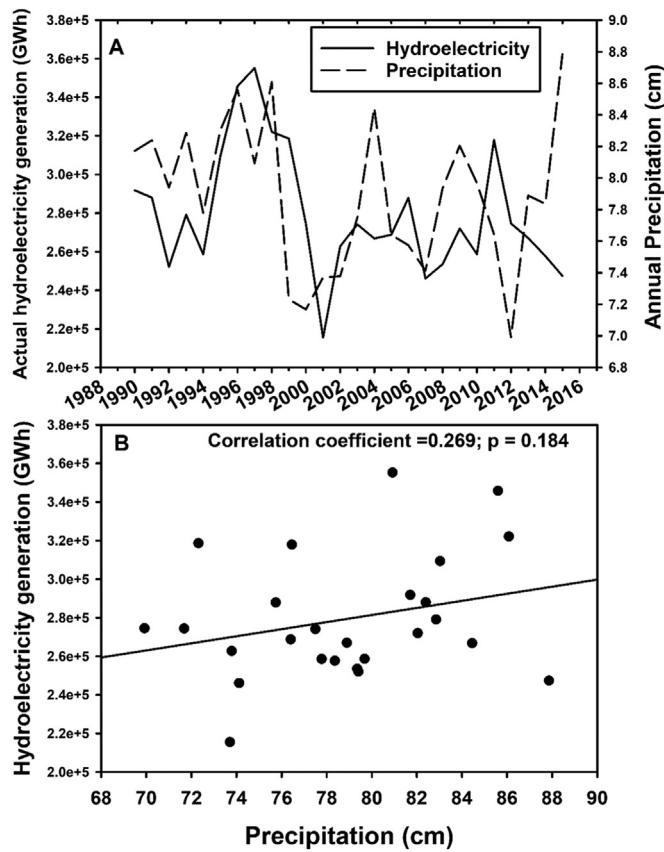 A
Hydroelectricity
Precipitation
Actual hydroelectricity generation (GWh)
3.8e+5
3.6e+5
3.4e+5
3.2e+5
3.0e+5
2.8e+5
2.6e+5
2.4e+5
2.2e+5
2.0e+5
Annual Precipitation (cm)
9.0
8.8
8.6
8.4
8.2
8.0
7.8
7.6
7.4
7.2
7.0
6.8
1988 1990 1992 1994 1996 1998 2000 2002 2004 2006 2008 2010 2012 2014 2016
B
Correlation coefficient =0.269; p = 0.184
Hydroelectricity generation (GWh)
3.8e+5
3.6e+5
3.4e+5
3.2e+5
3.0e+5
2.8e+5
2.6e+5
2.4e+5
2.2e+5
2.0e+5
68 70 72 74 76 78 80 82 84 86 88 90
Precipitation (cm)